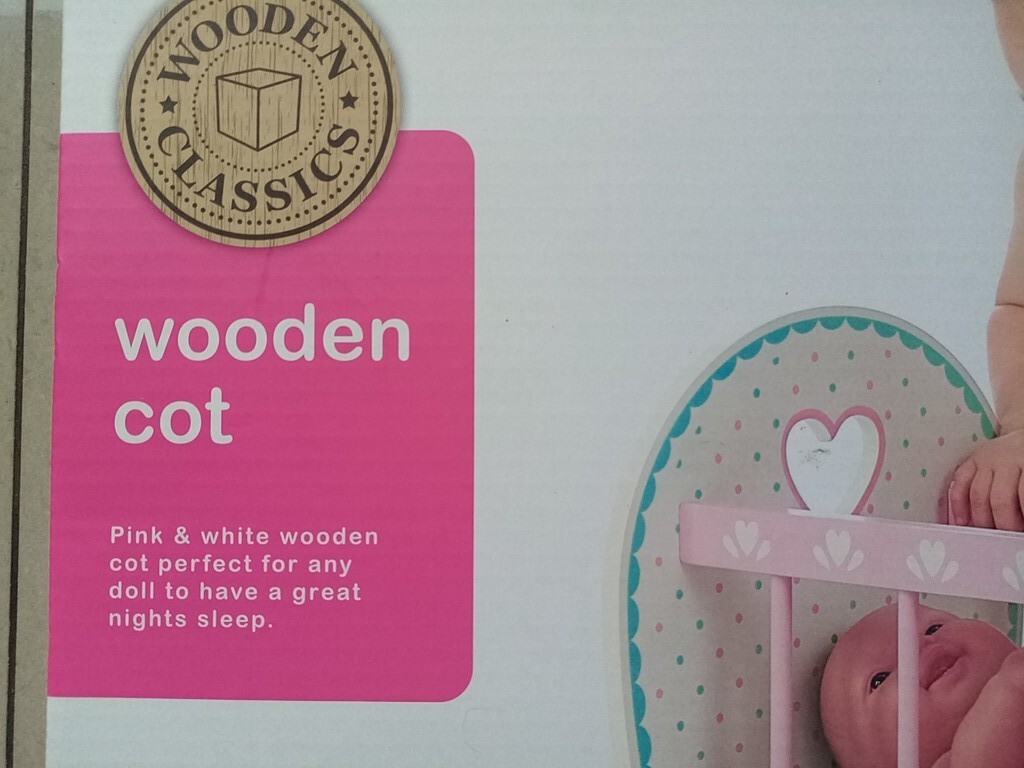 WOODEN
CLASSICS
wooden
cot
Pink & white wooden
cot perfect for any
doll to have a great
nights sleep.